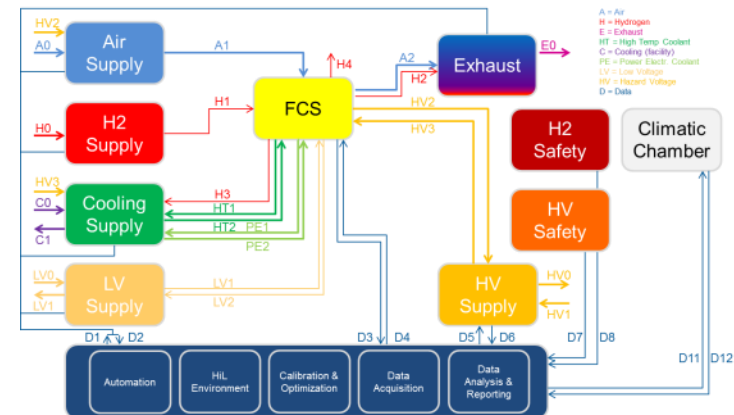 A = Air
H = Hydrogen
E = Exhaust
HT = High Temp Coolant
C = Cooling (facility)
PE = Power Electr. Coolant
LV = Low Voltage
HV = Hazard Voltage
D = Data
HV2
A0
Air
Supply
A1
H4
A2
H2
Exhaust
E0
H0
H2
Supply
H1
FCS
HV2
HV3
H2
Safety
Climatic
Chamber
HV3
C0
C1
Cooling
Supply
H3
HT1
HT2
PE1
PE2
HV
Safety
LV0
LV1
LV
Supply
LV1
LV2
HV
Supply
HV0
HV1
D1
D2
D3
D4
D5
D6
D7
D8
D11
D12
Automation
HiL
Environment
Calibration &
Optimization
Data
Acquisition
Data
Analysis &
Reporting